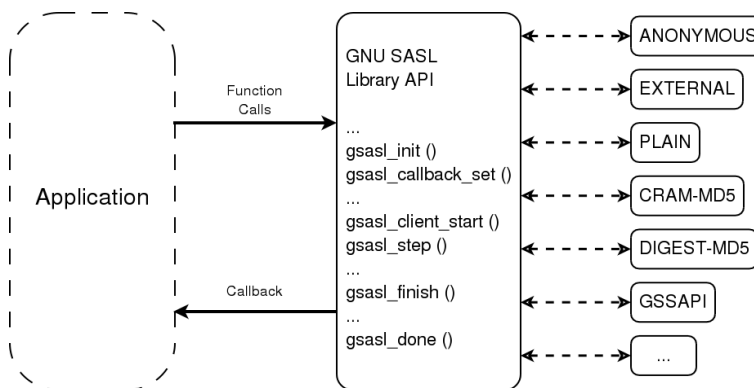 Application
Function
Calls
Callback
GNU SASL
Library API
...
gsasl_init ()
gsasl_callback_set ()
...
gsasl_client_start ()
gsasl_step ()
...
gsasl_finish ()
...
gsasl_done ()
ANONYMOUS
EXTERNAL
PLAIN
CRAM-MD5
DIGEST-MD5
GSSAPI
...